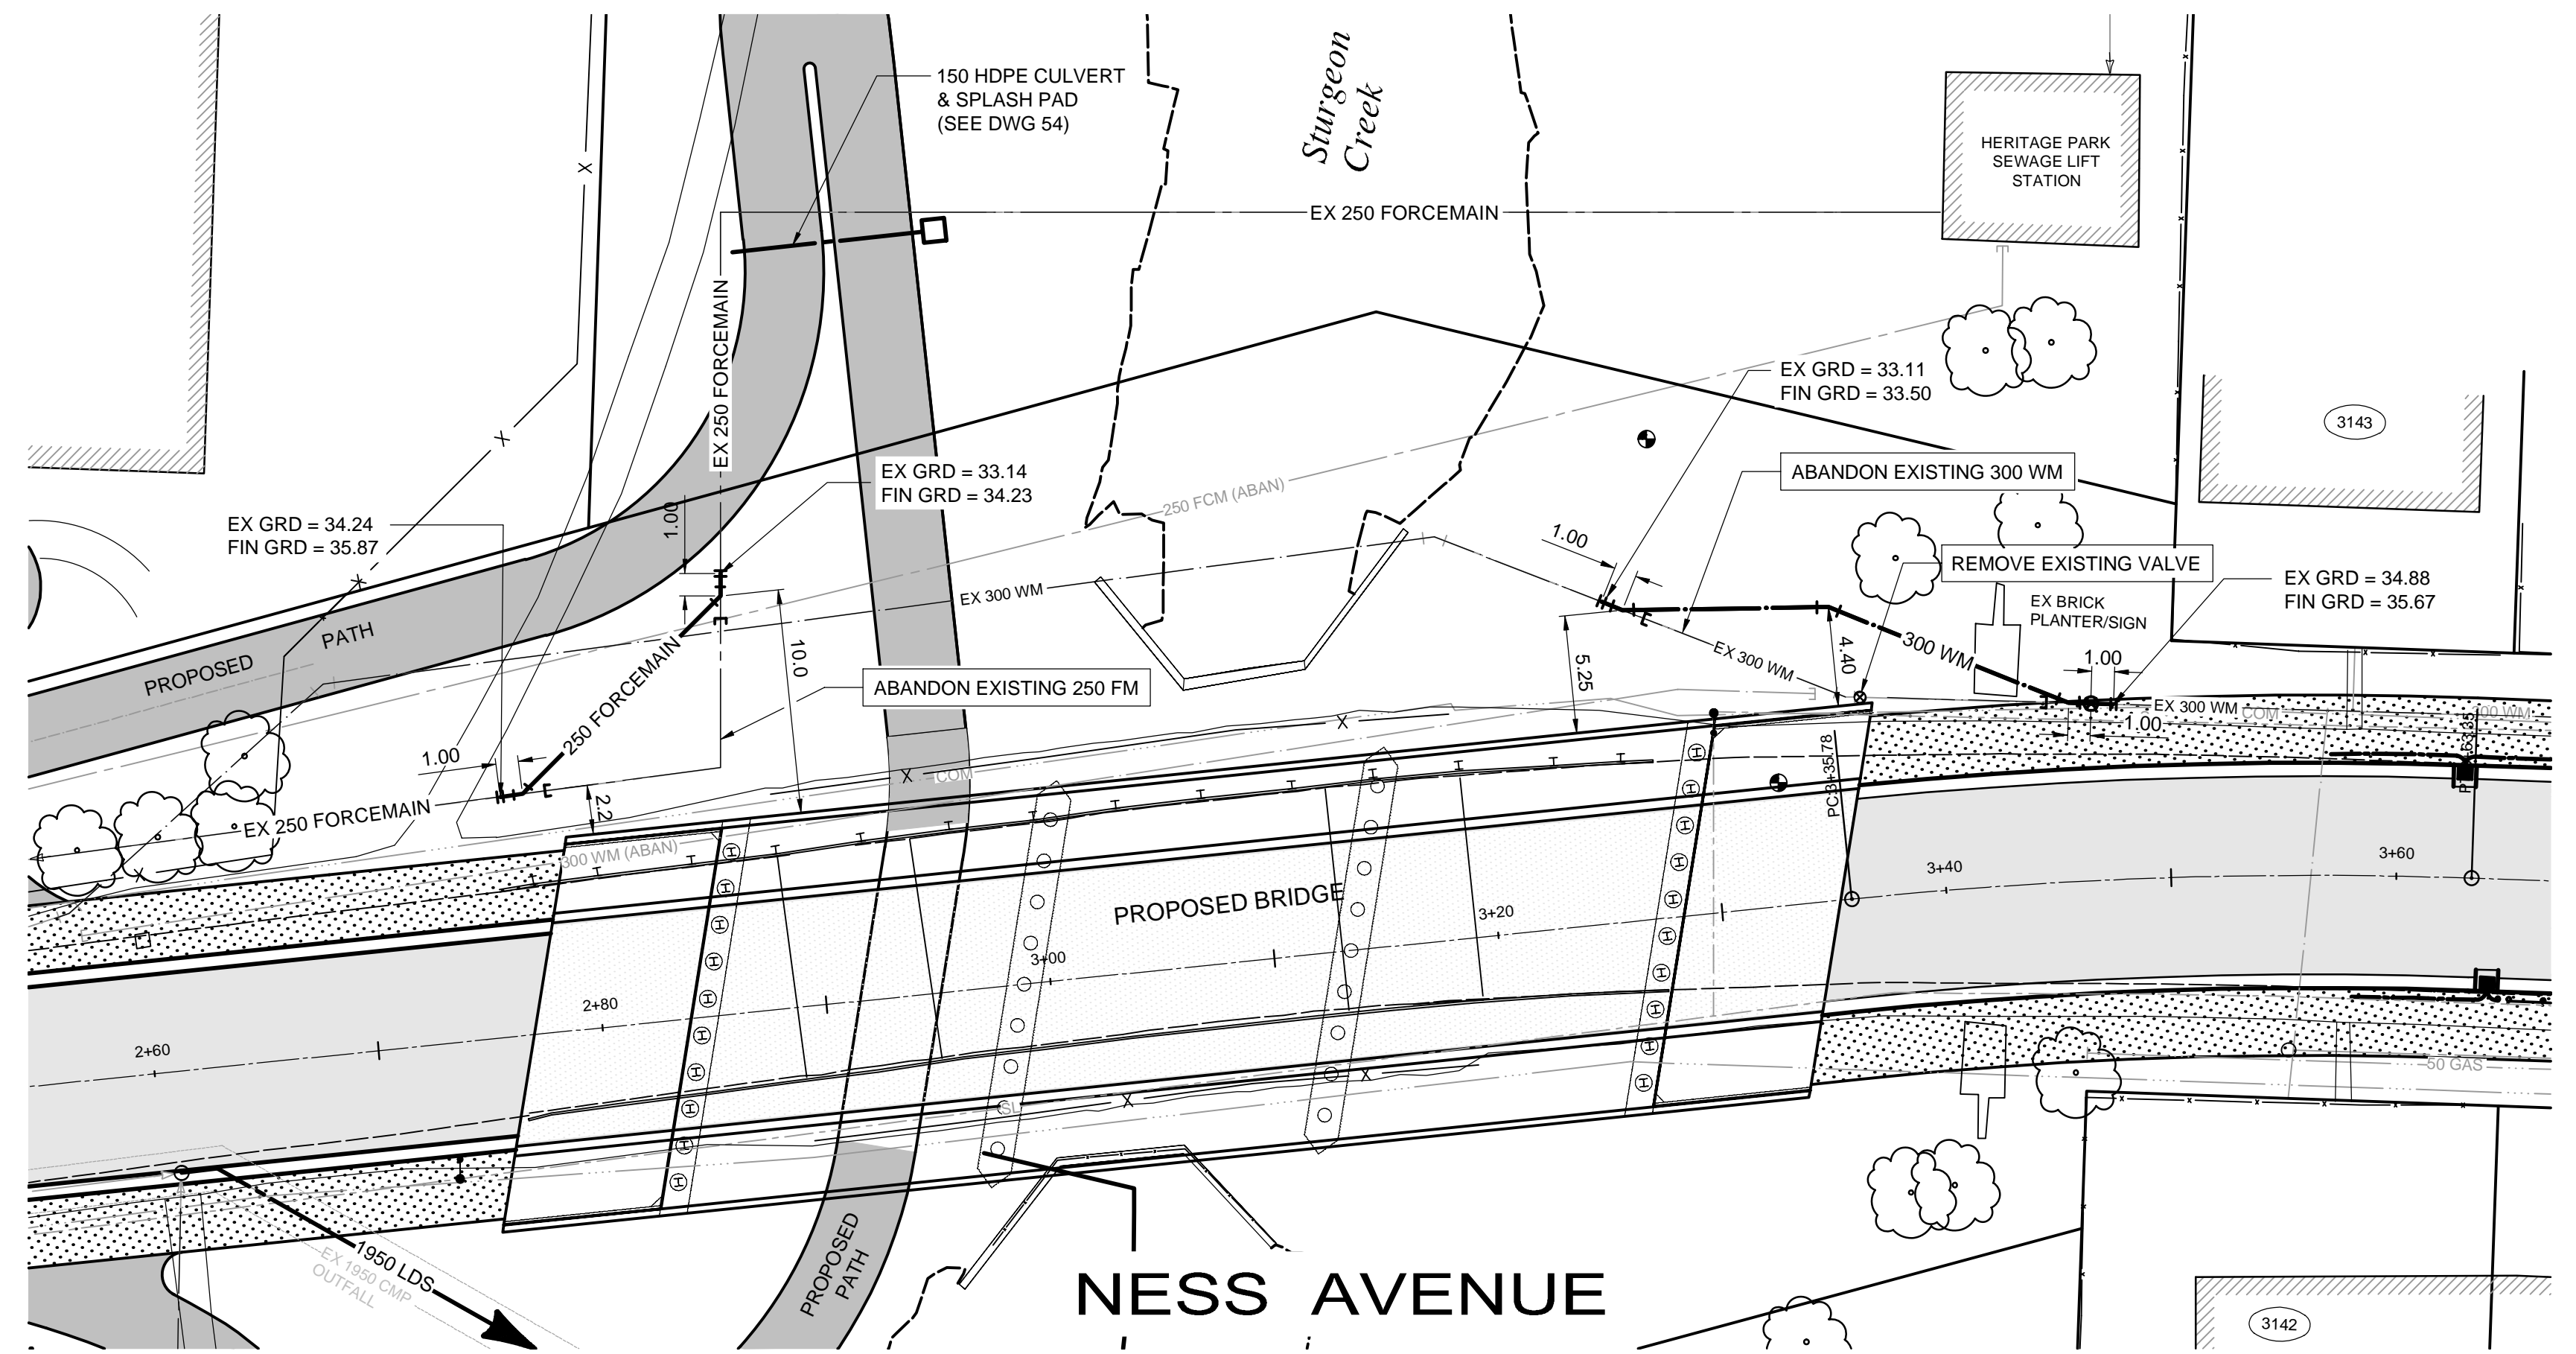 150 HDPE CULVERT
& SPLASH PAD
(SEE DWG 54)
Sturgeon
Creek
HERITAGE PARK
SEWAGE LIFT
STATION
EX 250 FORCEMAIN
EX 250 FORCEMAIN
EX GRD = 33.11
FIN GRD = 33.50
3143
EX GRD = 33.14
FIN GRD = 34.23
ABANDON EXISTING 300 WM
250 FCM (ABAN)
1.00
EX GRD = 34.24
FIN GRD = 35.87
1.00
REMOVE EXISTING VALVE
EX GRD = 34.88
FIN GRD = 35.67
EX 300 WM
EX BRICK
PLANTER/SIGN
PROPOSED PATH
10.0
5.25
4.40
300 WM
EX 300 WM
1.00
250 FORCEMAIN
ABANDON EXISTING 250 FM
EX 300 WM
COM
1.00
X
X
X
X
X
X
X
X
1.00
E
E
2.2
COM
PC:3+35.78
EX 250 FORCEMAIN
300 WM (ABAN)
PROPOSED BRIDGE
3+40
3+60
3+20
3+00
2+80
2+60
SL
50 GAS
1950 LDS
EX 1950 CMP
OUTFALL
PROPOSED
PATH
NESS AVENUE
3142